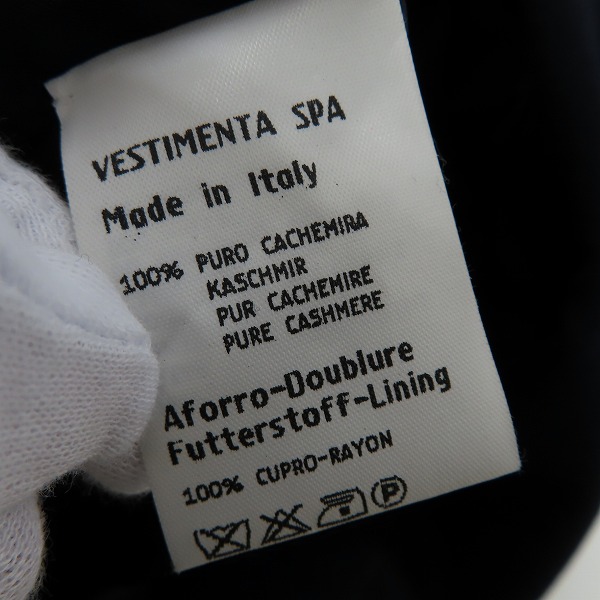 VESTIMENTA SPA
Made in Italy
100% PURO CACHEMIRA
KASCHMIR
PUR CACHEMIRE
PURE CASHMERE
Aforro-Doublure
Futterstoff-Lining
100% CUPRO-RAYON
P